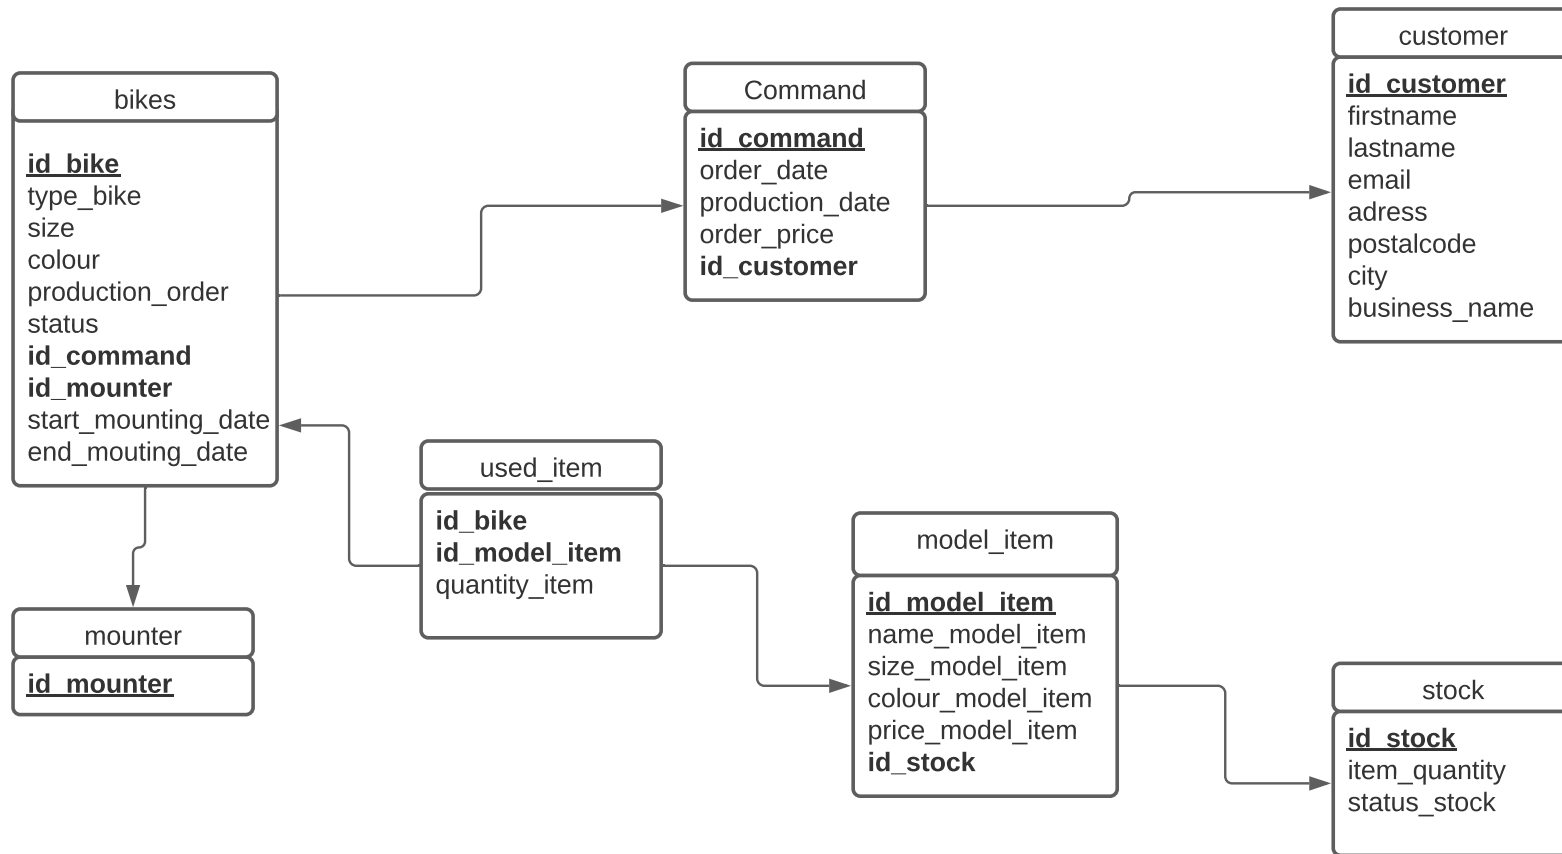 bikes
id_bike
type_bike
size
colour
production_order
status
id_command
id_mounter
start_mounting_date
end_mouting_date
mounter
id_mounter
used_item
id_bike
id_model_item
quantity_item
Command
id_command
order_date
production_date
order_price
id_customer
model_item
id_model_item
name_model_item
size_model_item
colour_model_item
price_model_item
id_stock
customer
id_customer
firstname
lastname
email
adress
postalcode
city
business_name
stock
id_stock
item_quantity
status_stock